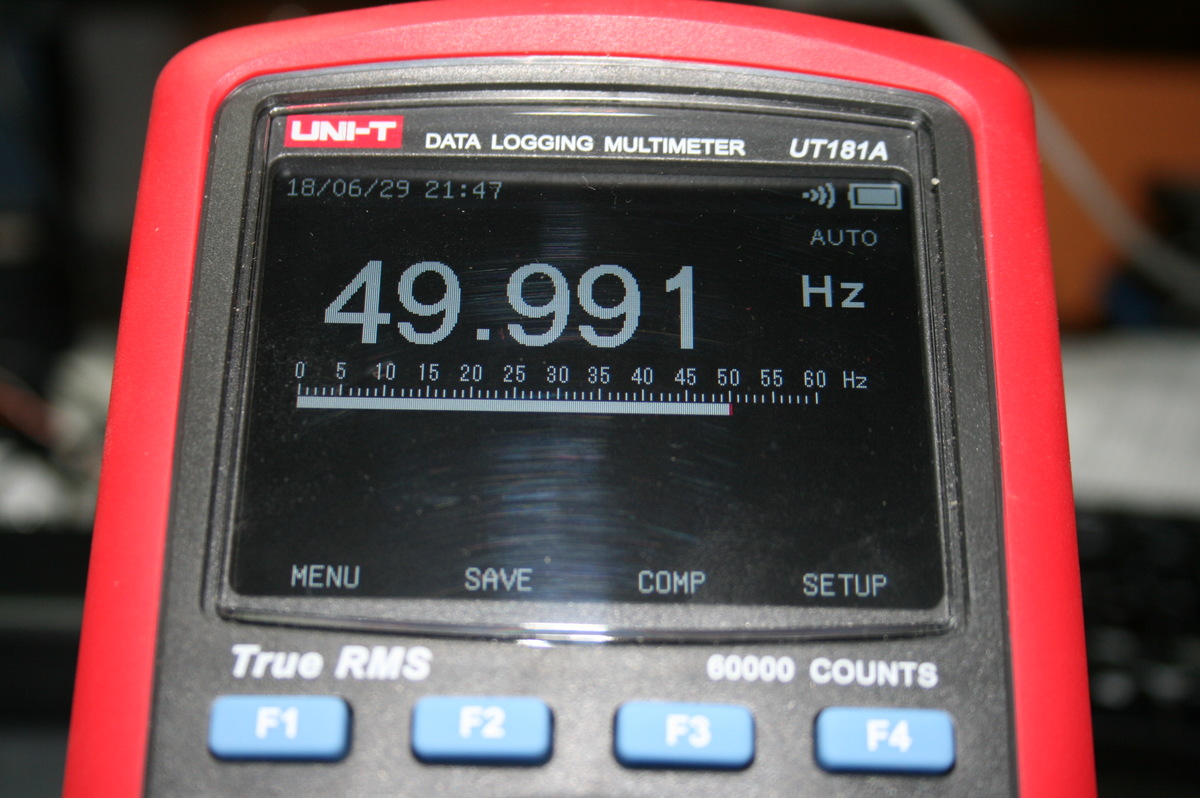 UNI-T DATA LOGGING MULTIMETER UT181A
18/06/29 21:47
AUTO
49.991 Hz
0 5 10 15 20 25 30 35 40 45 50 55 60 Hz
MENU SAVE COMP SETUP
True RMS 60000 COUNTS
F1 F2 F3 F4